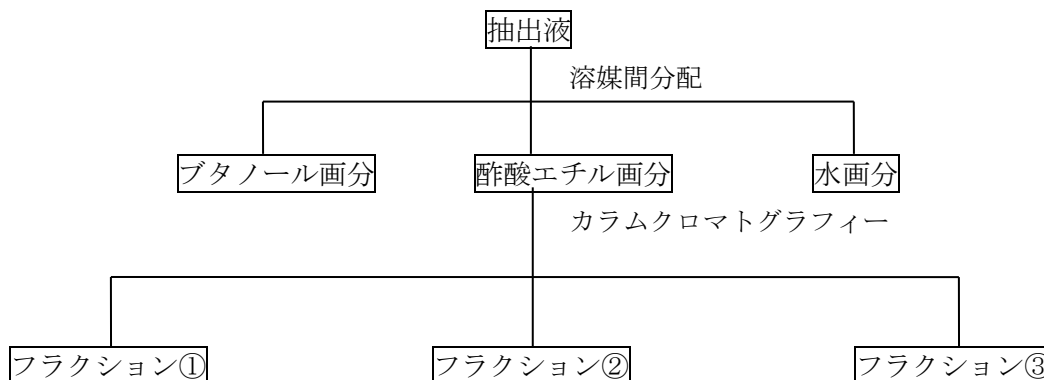 抽出液
溶媒間分配
ブタノール画分
酢酸エチル画分
水画分
カラムクロマトグラフィー
フラクション①
フラクション②
フラクション③